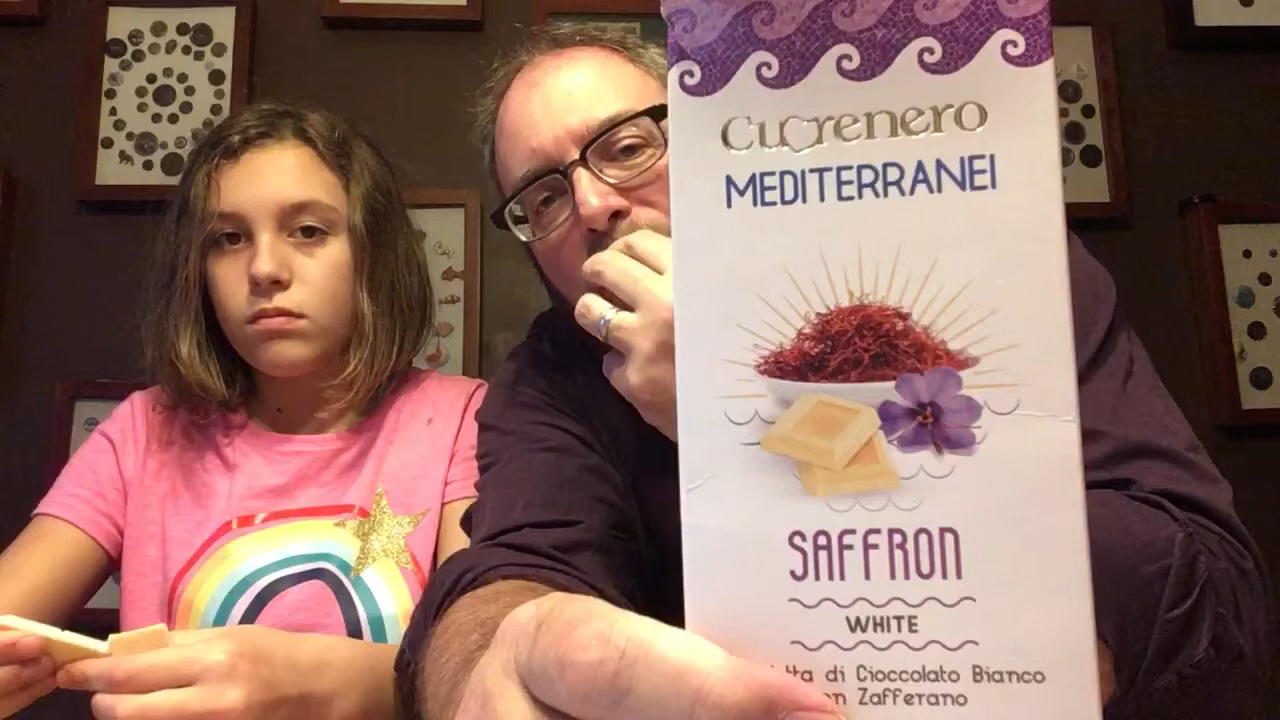 Cuorenero
MEDITERRANEI
SAFFRON
WHITE
di Cioccolato Bianco
Zafferano